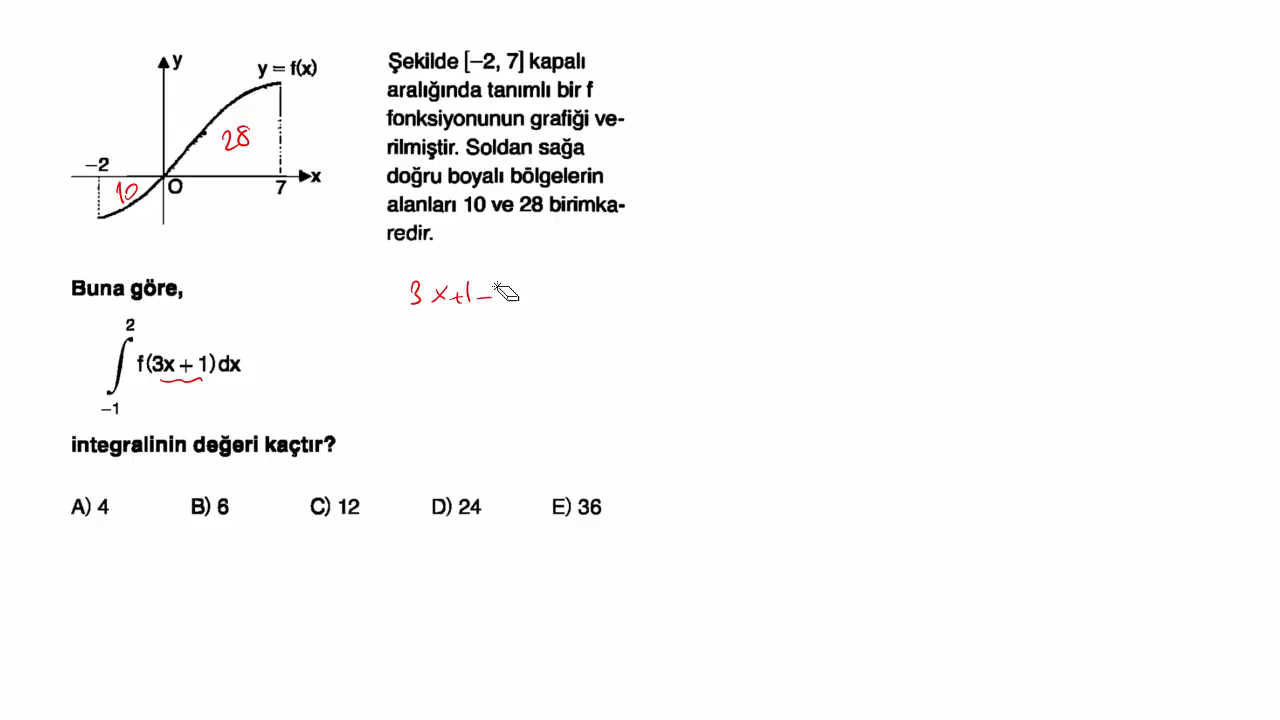 y
y = f(x)
28
−2
10
O
7
x
Şekilde [−2, 7] kapalı
aralığında tanımlı bir f
fonksiyonunun grafiği ve-
rilmiştir. Soldan sağa
doğru boyalı bölgelerin
alanları 10 ve 28 birimka-
redir.
Buna göre,
3x+1−
2
∫ f(3x + 1) dx
−1
integralinin değeri kaçtır?
A) 4 B) 6 C) 12 D) 24 E) 36